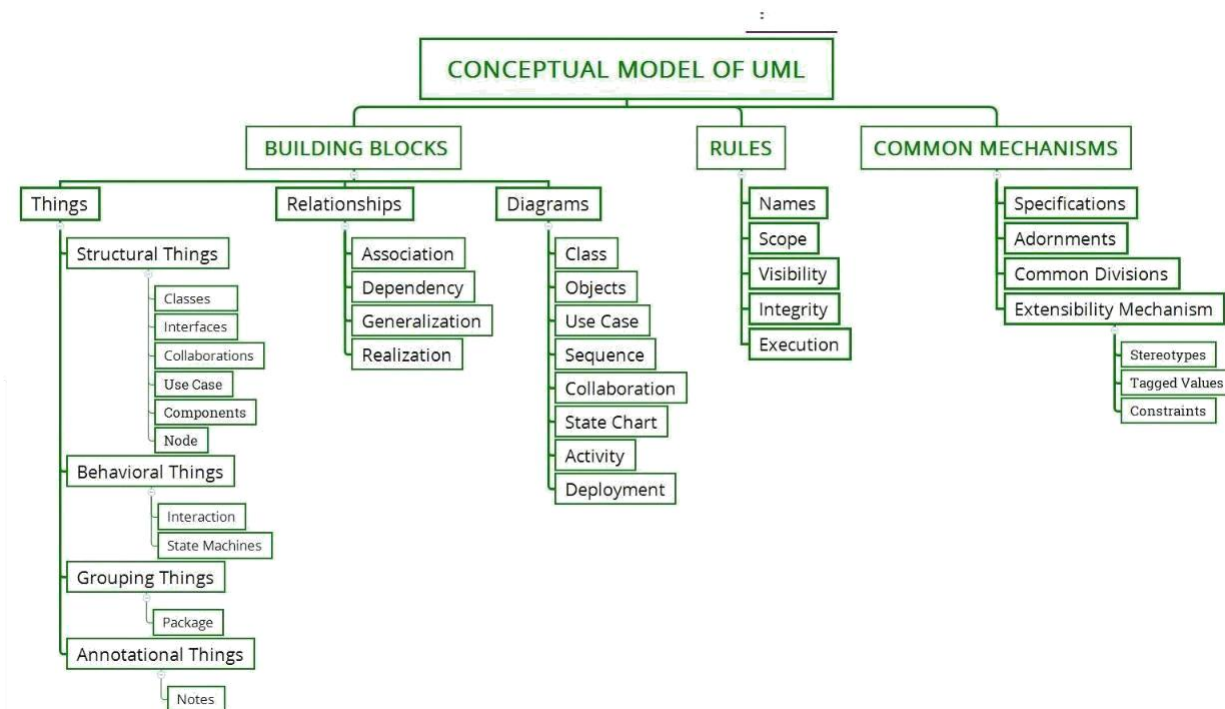 :
CONCEPTUAL MODEL OF UML
BUILDING BLOCKS
RULES
COMMON MECHANISMS
Things
Structural Things
Classes
Interfaces
Collaborations
Use Case
Components
Node
Behavioral Things
Interaction
State Machines
Grouping Things
Package
Annotational Things
Notes
Relationships
Association
Dependency
Generalization
Realization
Diagrams
Class
Objects
Use Case
Sequence
Collaboration
State Chart
Activity
Deployment
Names
Scope
Visibility
Integrity
Execution
Specifications
Adornments
Common Divisions
Extensibility Mechanism
Stereotypes
Tagged Values
Constraints